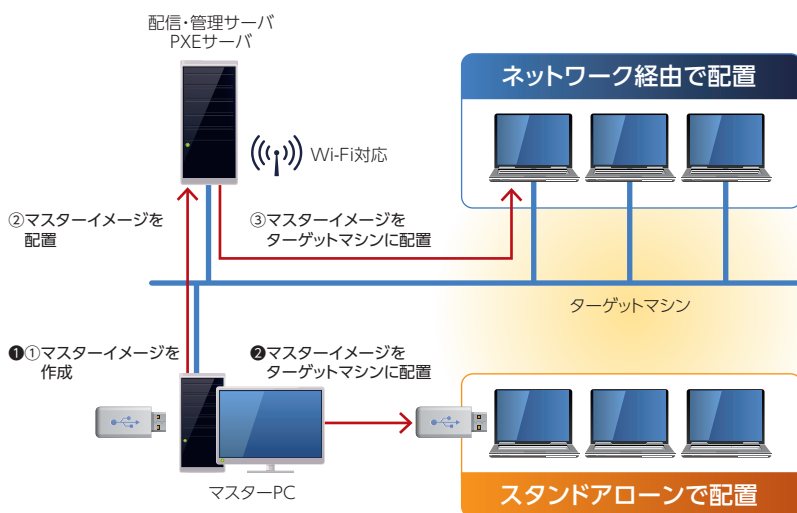 配信・管理サーバ
PXEサーバ
ネットワーク経由で配置
Wi-Fi対応
②マスターイメージを
配置
③マスターイメージを
ターゲットマシンに配置
ターゲットマシン
❶①マスターイメージを
作成
❷マスターイメージを
ターゲットマシンに配置
マスターPC
スタンドアローンで配置